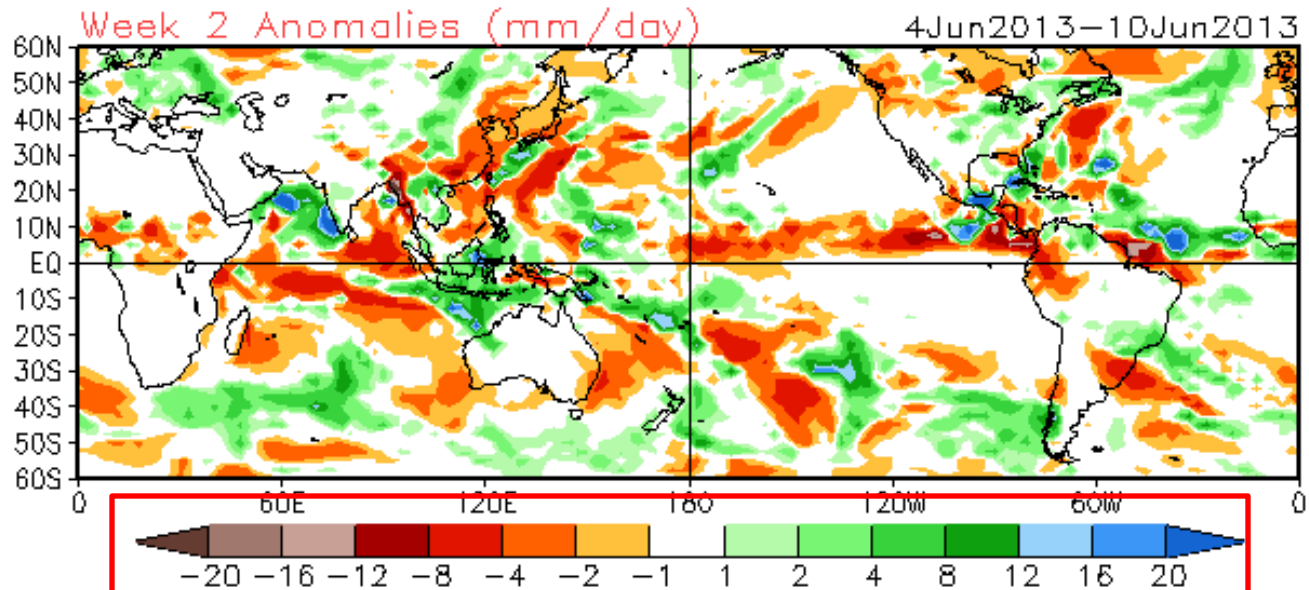 Week 2 Anomalies (mm/day) 4Jun2013–10Jun2013
60N
50N
40N
30N
20N
10N
EQ
10S
20S
30S
40S
50S
60S
0 60E 120E 180 120W 60W 0
−20 −16 −12 −8 −4 −2 −1 1 2 4 8 12 16 20